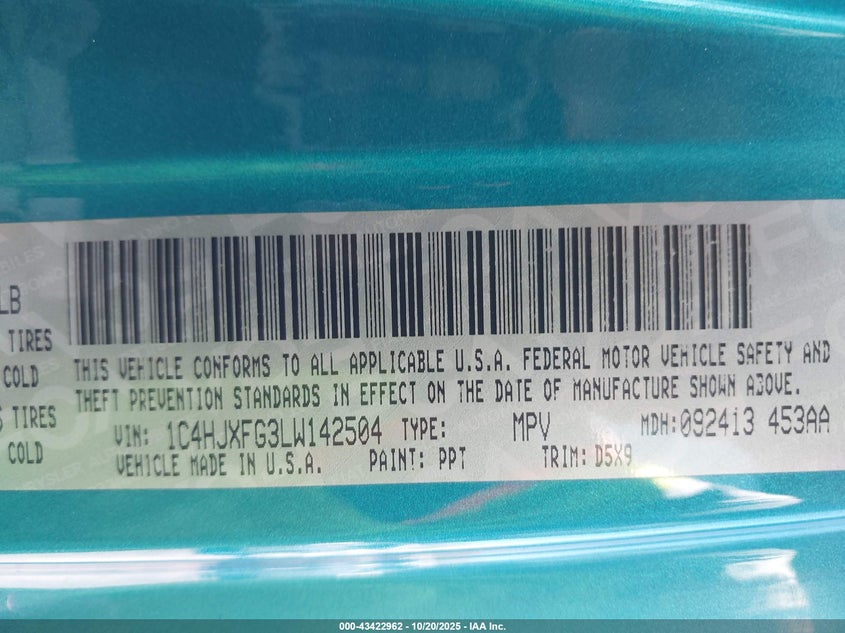 LB
TIRES
COLD
TIRES
COLD
THIS VEHICLE CONFORMS TO ALL APPLICABLE U.S.A. FEDERAL MOTOR VEHICLE SAFETY AND
THEFT PREVENTION STANDARDS IN EFFECT ON THE DATE OF MANUFACTURE SHOWN ABOVE.
VIN: 1C4HJXFG3LW142504 TYPE: MPV MDH:092413 453AA
VEHICLE MADE IN U.S.A. PAINT: PPT TRIM: D5X9
000-43422962 - 10/20/2025 - IAA Inc.